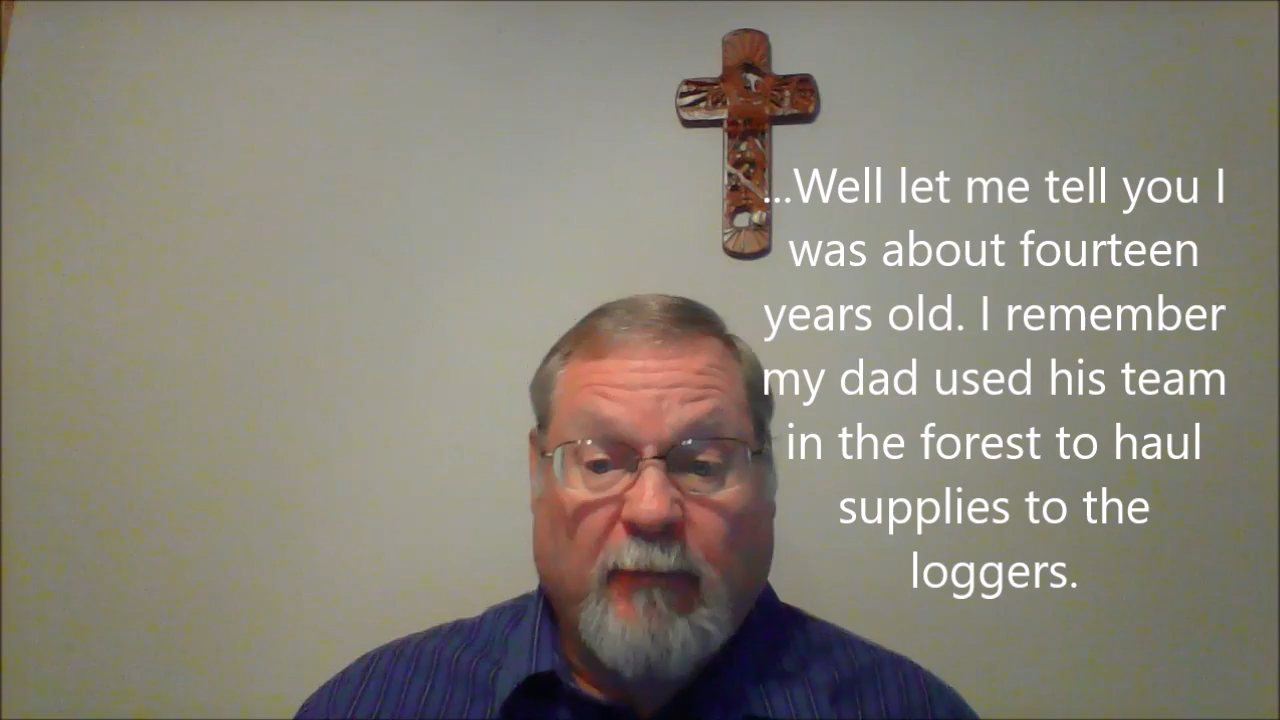 ...Well let me tell you I
was about fourteen
years old. I remember
my dad used his team
in the forest to haul
supplies to the
loggers.